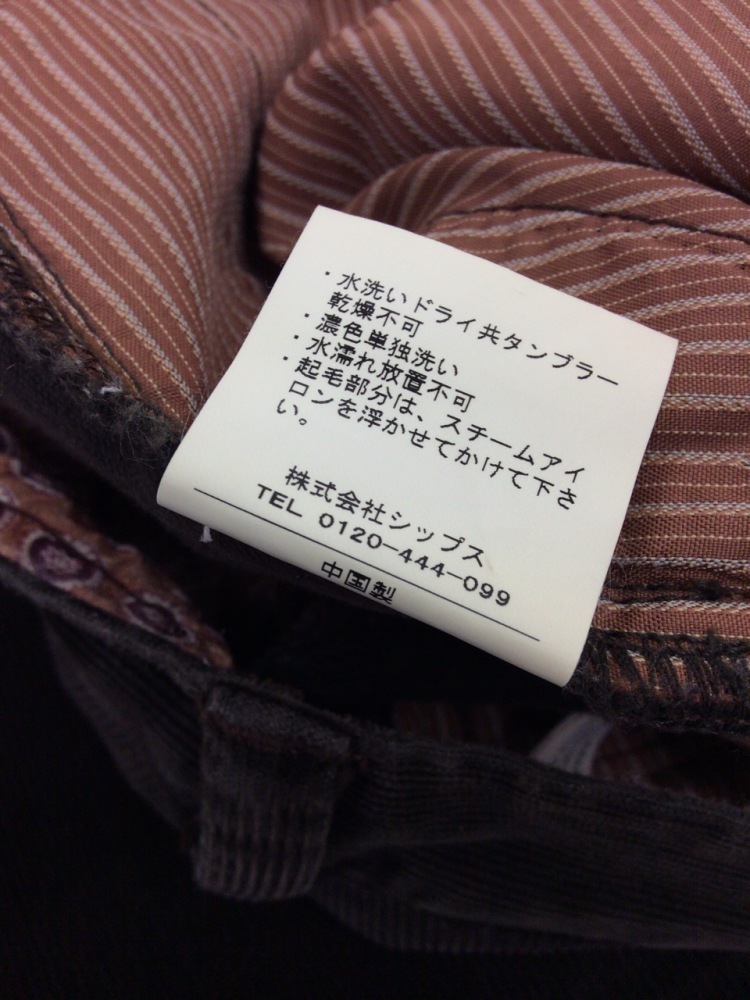 ・水洗いドライ共タンブラー
乾燥不可
・濃色単独洗い
・水濡れ放置不可
・起毛部分は、スチームアイ
ロンを浮かせてかけて下さ
い。
株式会社シップス
TEL 0120-444-099
中国製